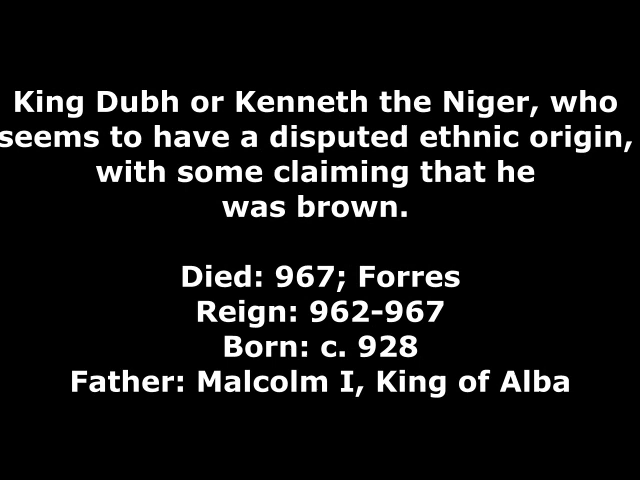 King Dubh or Kenneth the Niger, who
seems to have a disputed ethnic origin,
with some claiming that he
was brown.
Died: 967; Forres
Reign: 962-967
Born: c. 928
Father: Malcolm I, King of Alba